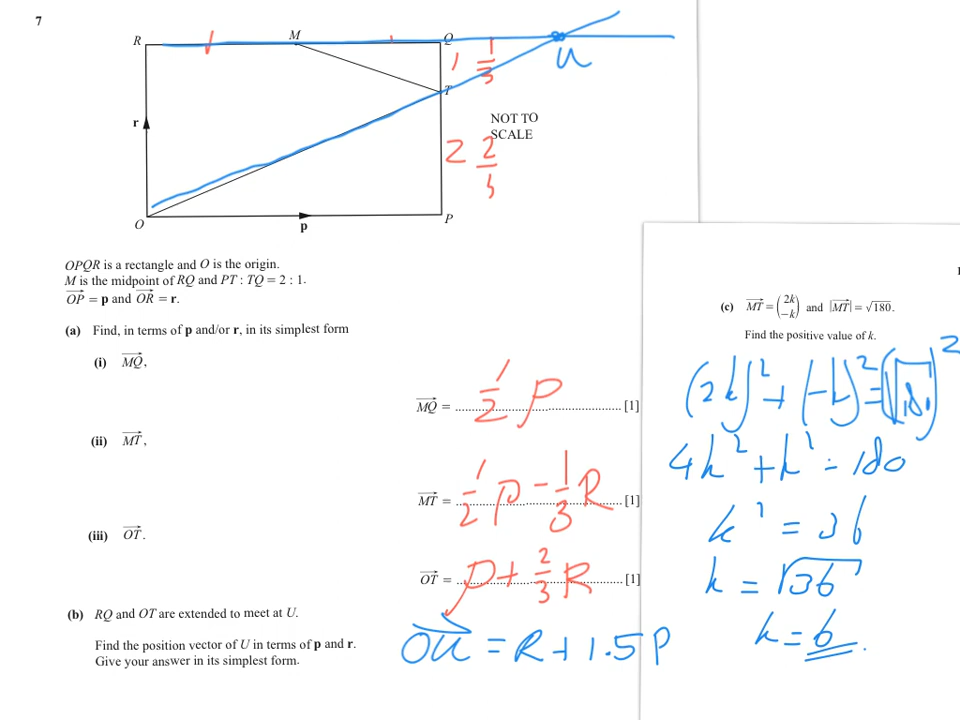 7
R M Q
1 1/3 U
T
NOT TO
SCALE
r
2 2/3
O p P
OPQR is a rectangle and O is the origin.
M is the midpoint of RQ and PT : TQ = 2 : 1.
OP = p and OR = r.
(a) Find, in terms of p and/or r, in its simplest form
(i) MQ,
MQ = 1/2 P [1]
(ii) MT,
MT = 1/2 P - 1/3 R [1]
(iii) OT.
OT = P + 2/3 R [1]
(b) RQ and OT are extended to meet at U.
Find the position vector of U in terms of p and r.
Give your answer in its simplest form.
OU = R + 1.5 P
(c) MT = (2k -k) and |MT| = √180.
Find the positive value of k.
(2k)² + (-k)² = (√180)²
4k² + k² = 180
k² = 36
k = √36
k = 6